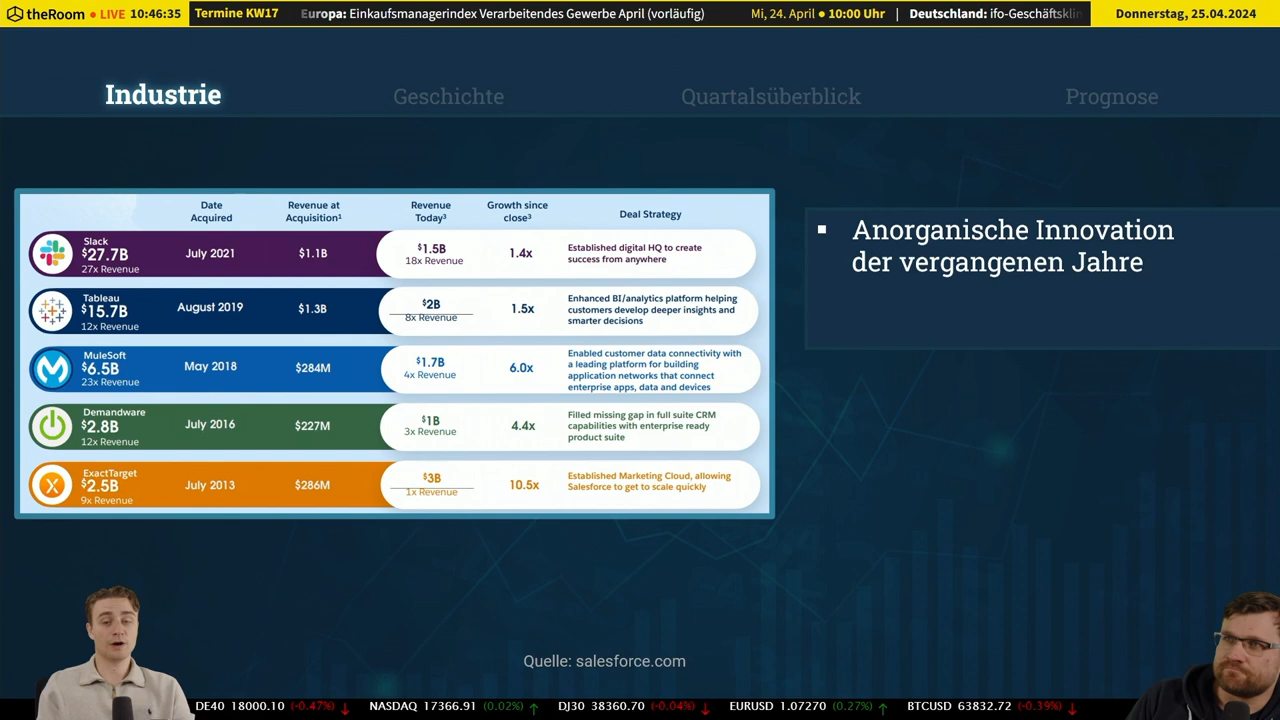 theRoom • LIVE 10:46:35 Termine KW17 Europa: Einkaufsmanagerindex Verarbeitendes Gewerbe April (vorläufig) Mi, 24. April • 10:00 Uhr | Deutschland: ifo-Geschäftsklim Donnerstag, 25.04.2024
Industrie Geschichte Quartalsüberblick Prognose
Date Acquired
Revenue at Acquisition¹
Revenue Today³
Growth since close³
Deal Strategy
Slack
$27.7B
27x Revenue
July 2021
$1.1B
$1.5B
18x Revenue
1.4x
Established digital HQ to create
success from anywhere
Tableau
$15.7B
12x Revenue
August 2019
$1.3B
$2B
8x Revenue
1.5x
Enhanced BI/analytics platform helping
customers develop deeper insights and
smarter decisions
MuleSoft
$6.5B
23x Revenue
May 2018
$284M
$1.7B
4x Revenue
6.0x
Enabled customer data connectivity with
a leading platform for building
application networks that connect
enterprise apps, data and devices
Demandware
$2.8B
12x Revenue
July 2016
$227M
$1B
3x Revenue
4.4x
Filled missing gap in full suite CRM
capabilities with enterprise ready
product suite
ExactTarget
$2.5B
9x Revenue
July 2013
$286M
$3B
1x Revenue
10.5x
Established Marketing Cloud, allowing
Salesforce to get to scale quickly
▪ Anorganische Innovation
der vergangenen Jahre
Quelle: salesforce.com
DE40 18000.10 (-0.47%) ↓ NASDAQ 17366.91 (0.02%) ↑ DJ30 38360.70 (-0.04%) ↓ EURUSD 1.07270 (0.27%) ↑ BTCUSD 63832.72 (-0.39%) ↓